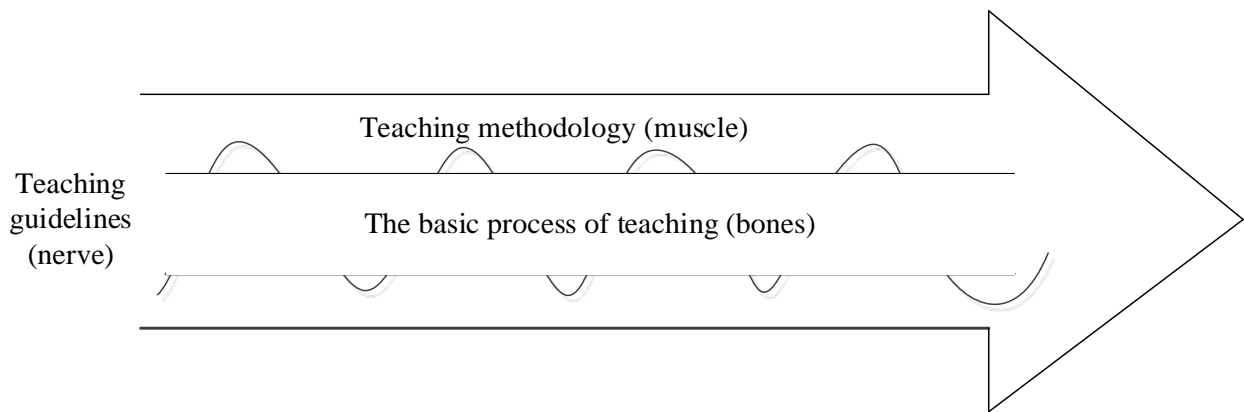 Teaching methodology (muscle)
Teaching
guidelines
(nerve)
The basic process of teaching (bones)